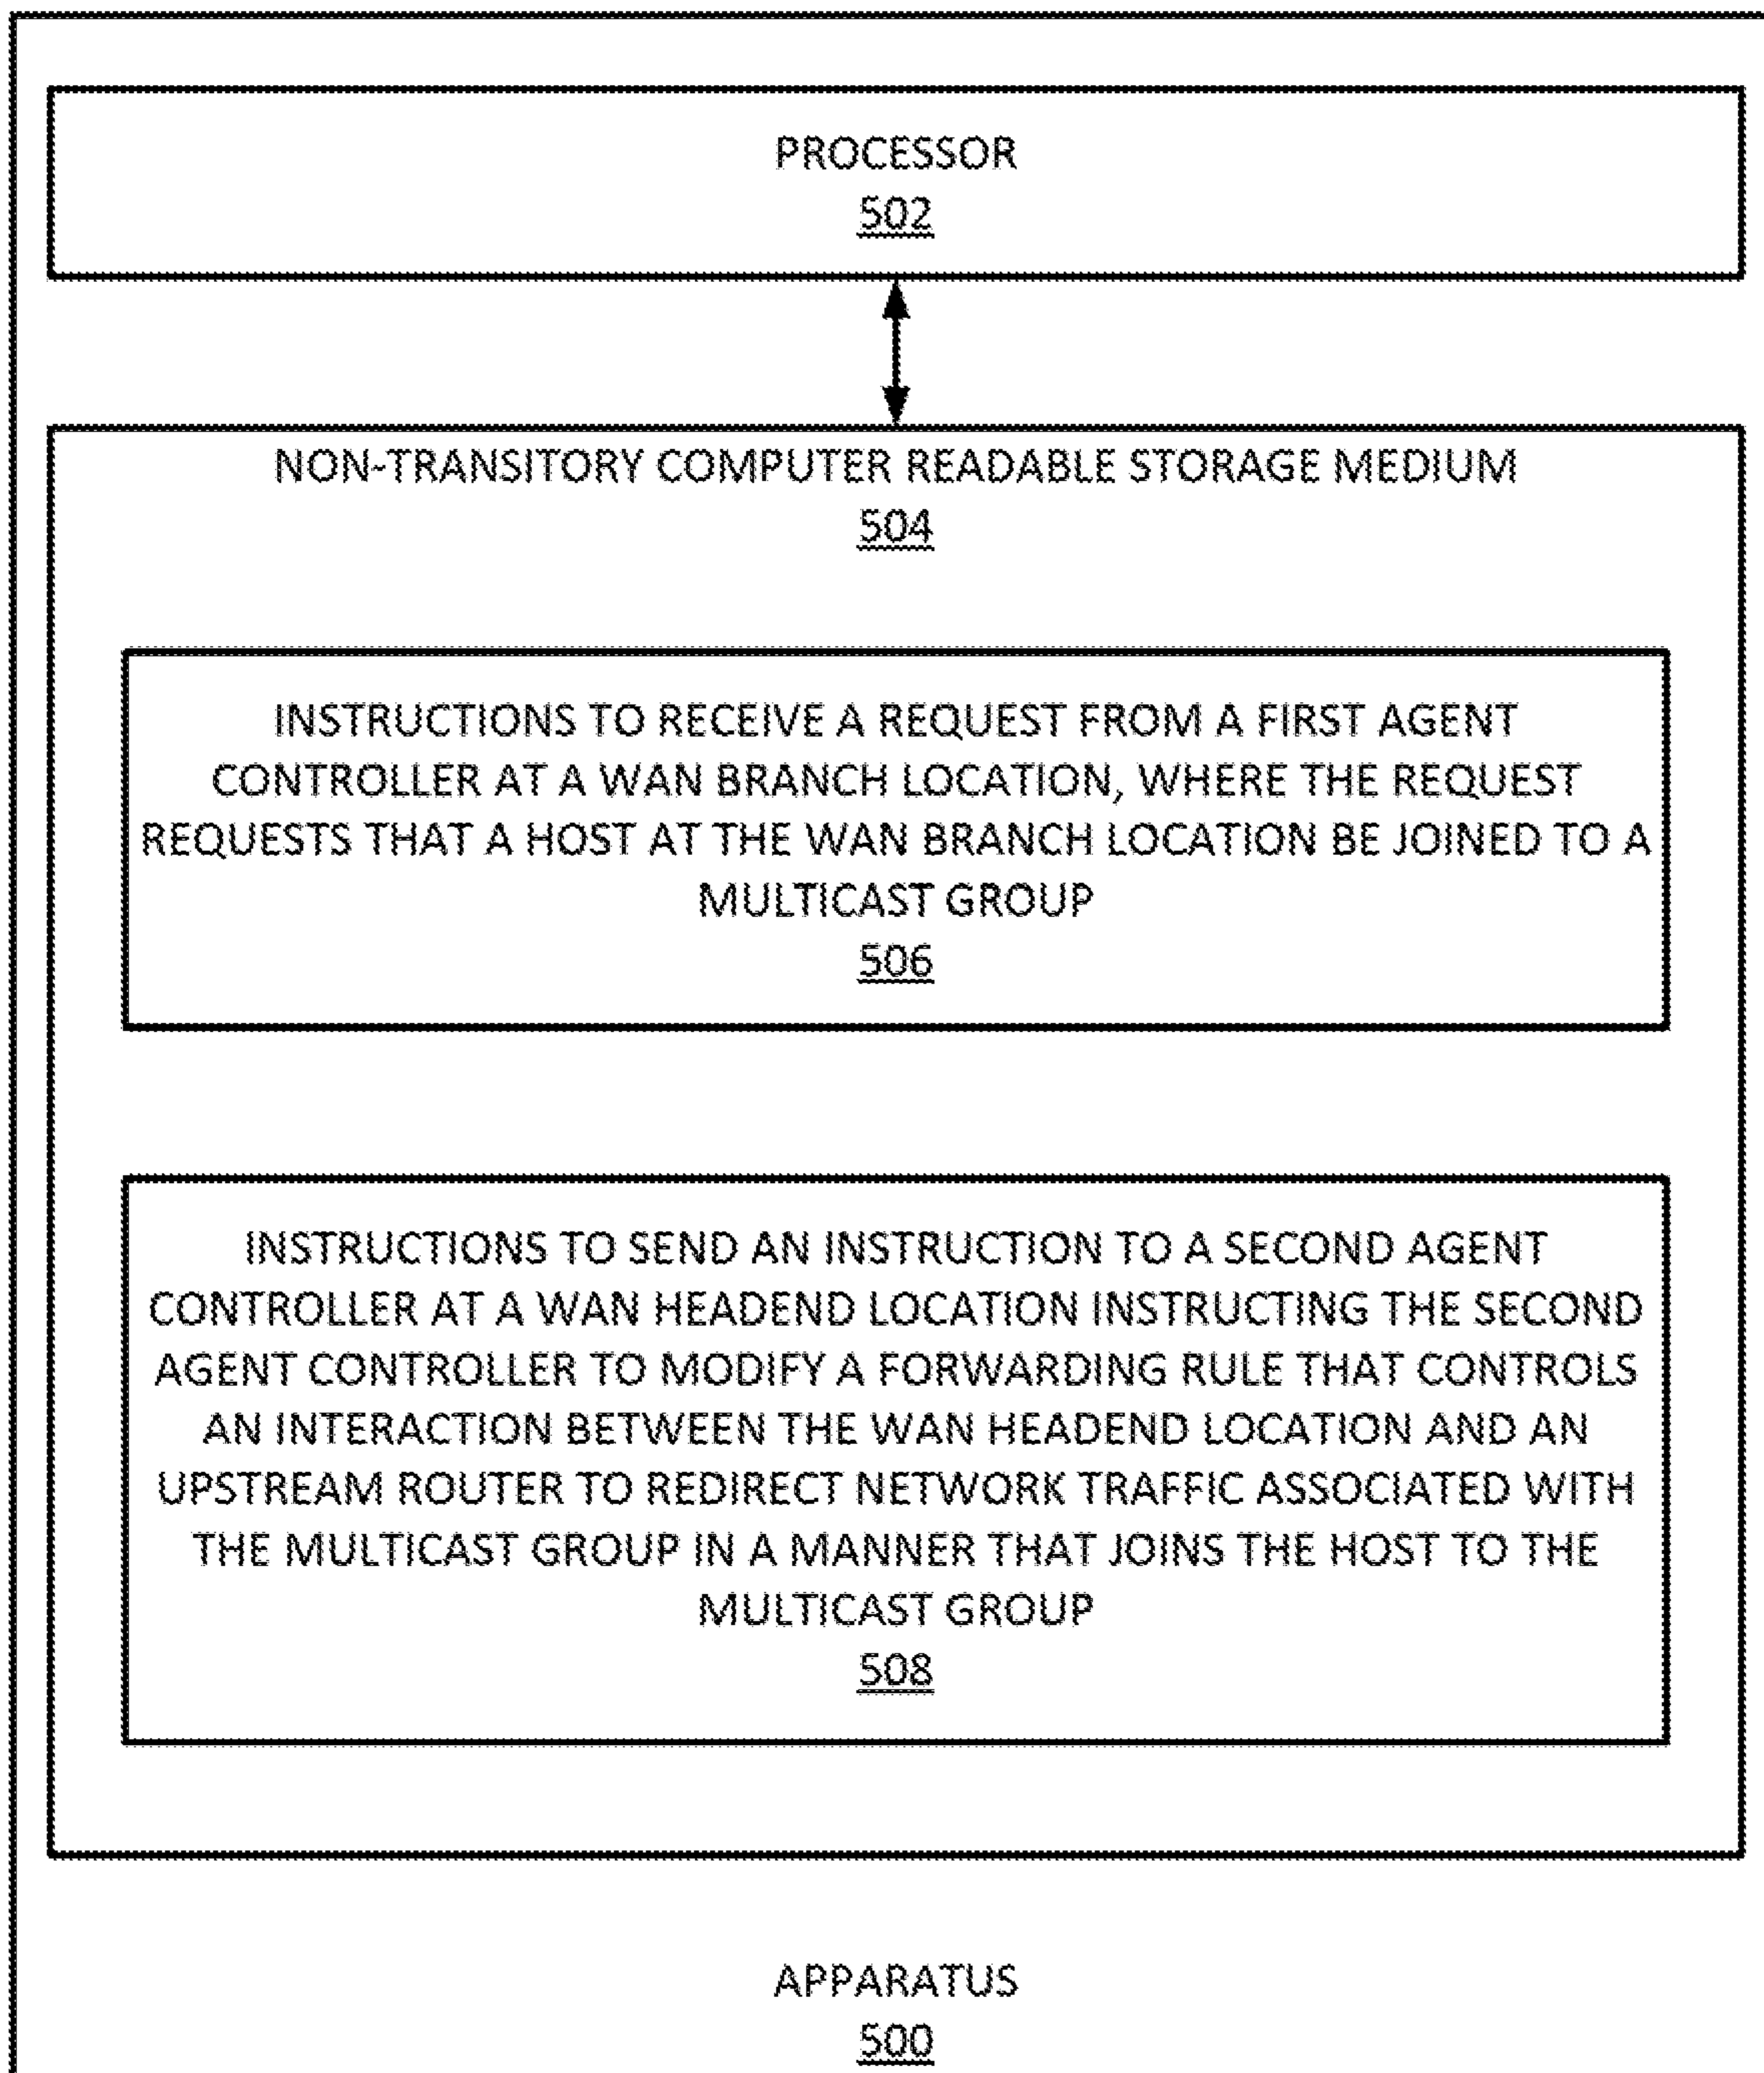 PROCESSOR
502
NON-TRANSITORY COMPUTER READABLE STORAGE MEDIUM
504
INSTRUCTIONS TO RECEIVE A REQUEST FROM A FIRST AGENT
CONTROLLER AT A WAN BRANCH LOCATION, WHERE THE REQUEST
REQUESTS THAT A HOST AT THE WAN BRANCH LOCATION BE JOINED TO A
MULTICAST GROUP
506
INSTRUCTIONS TO SEND AN INSTRUCTION TO A SECOND AGENT
CONTROLLER AT A WAN HEADEND LOCATION INSTRUCTING THE SECOND
AGENT CONTROLLER TO MODIFY A FORWARDING RULE THAT CONTROLS
AN INTERACTION BETWEEN THE WAN HEADEND LOCATION AND AN
UPSTREAM ROUTER TO REDIRECT NETWORK TRAFFIC ASSOCIATED WITH
THE MULTICAST GROUP IN A MANNER THAT JOINS THE HOST TO THE
MULTICAST GROUP
508
APPARATUS
500